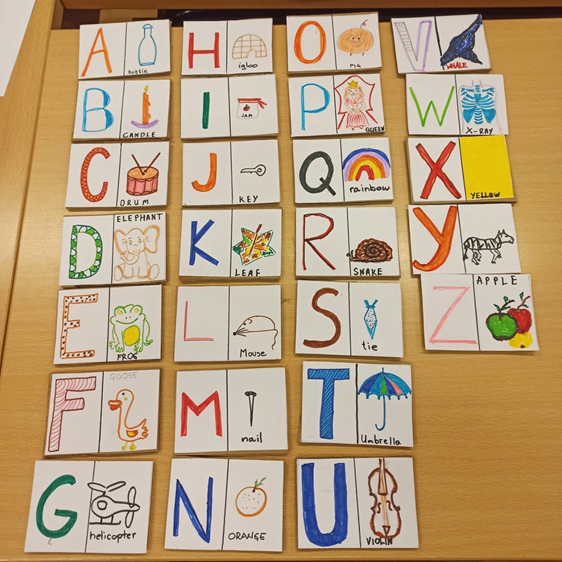 A
Bottle
B
CANDLE
C
DRUM
D
ELEPHANT
E
FROG
F
GOOSE
G
helicopter
H
igloo
I
JAM
J
KEY
K
LEAF
L
Mouse
M
nail
N
ORANGE
O
P
QUEEN
Q
rainbow
R
SNAKE
S
tie
T
Umbrella
U
VIOLIN
V
WHALE
W
X-RAY
X
YELLOW
Y
Z
APPLE